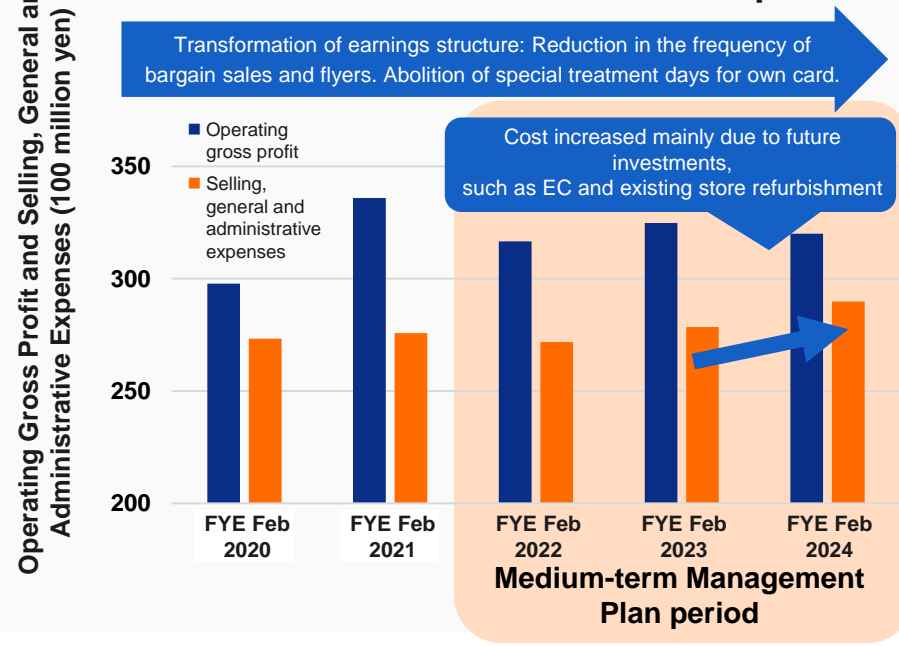 Transformation of earnings structure: Reduction in the frequency of
bargain sales and flyers. Abolition of special treatment days for own card.
Operating Gross Profit and Selling, General
Administrative Expenses (100 million yen)
Operating
gross profit
Selling,
general and
administrative
expenses
Cost increased mainly due to future
investments,
such as EC and existing store refurbishment
350
300
250
200
FYE Feb
2020
FYE Feb
2021
FYE Feb
2022
FYE Feb
2023
FYE Feb
2024
Medium-term Management
Plan period